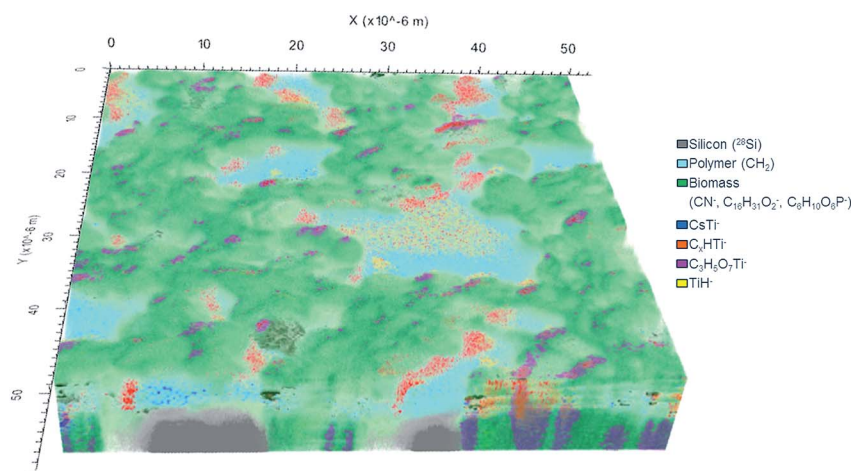 X (x10^-6 m)
0 10 20 30 40 50
Y (x10^-6 m)
0
10
20
30
40
50
Silicon (²⁸Si)
Polymer (CH₂)
Biomass
(CN⁻, C₁₆H₃₁O₂⁻, C₈H₁₀O₈P⁻)
CsTi⁻
CₓHTi⁻
C₃H₅O₇Ti⁻
TiH⁻